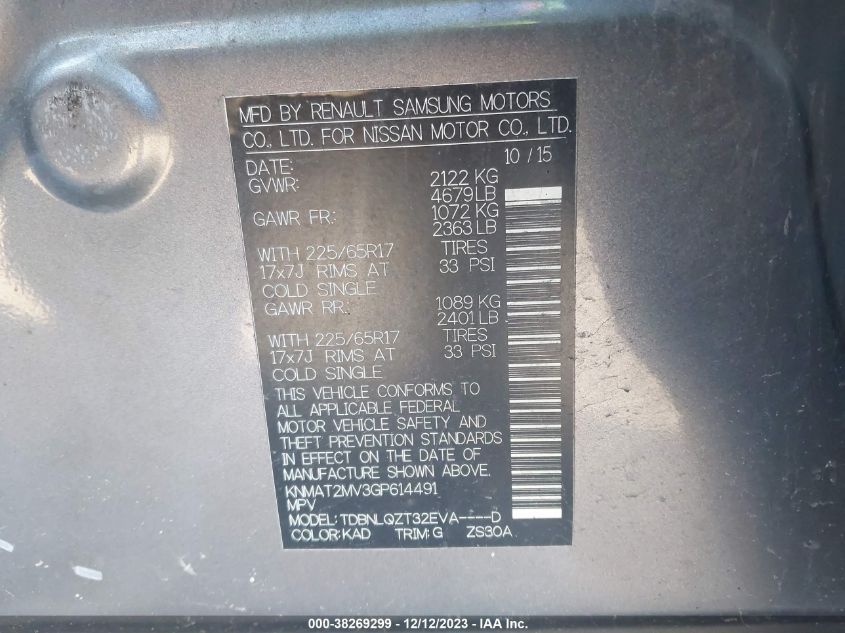 MFD BY RENAULT SAMSUNG MOTORS
CO., LTD. FOR NISSAN MOTOR CO., LTD.
DATE: 10 / 15
GVWR: 2122 KG
4679 LB
GAWR FR.: 1072 KG
2363 LB
WITH 225/65R17 TIRES
17x7J RIMS AT 33 PSI
COLD SINGLE
GAWR RR.: 1089 KG
2401 LB
WITH 225/65R17 TIRES
17x7J RIMS AT 33 PSI
COLD SINGLE
THIS VEHICLE CONFORMS TO
ALL APPLICABLE FEDERAL
MOTOR VEHICLE SAFETY AND
THEFT PREVENTION STANDARDS
IN EFFECT ON THE DATE OF
MANUFACTURE SHOWN ABOVE.
KNMAT2MV3GP614491
MPV
MODEL: TDBNLQZT32EVA----D
COLOR: KAD TRIM: G ZS30A
000-38269299 - 12/12/2023 - IAA Inc.